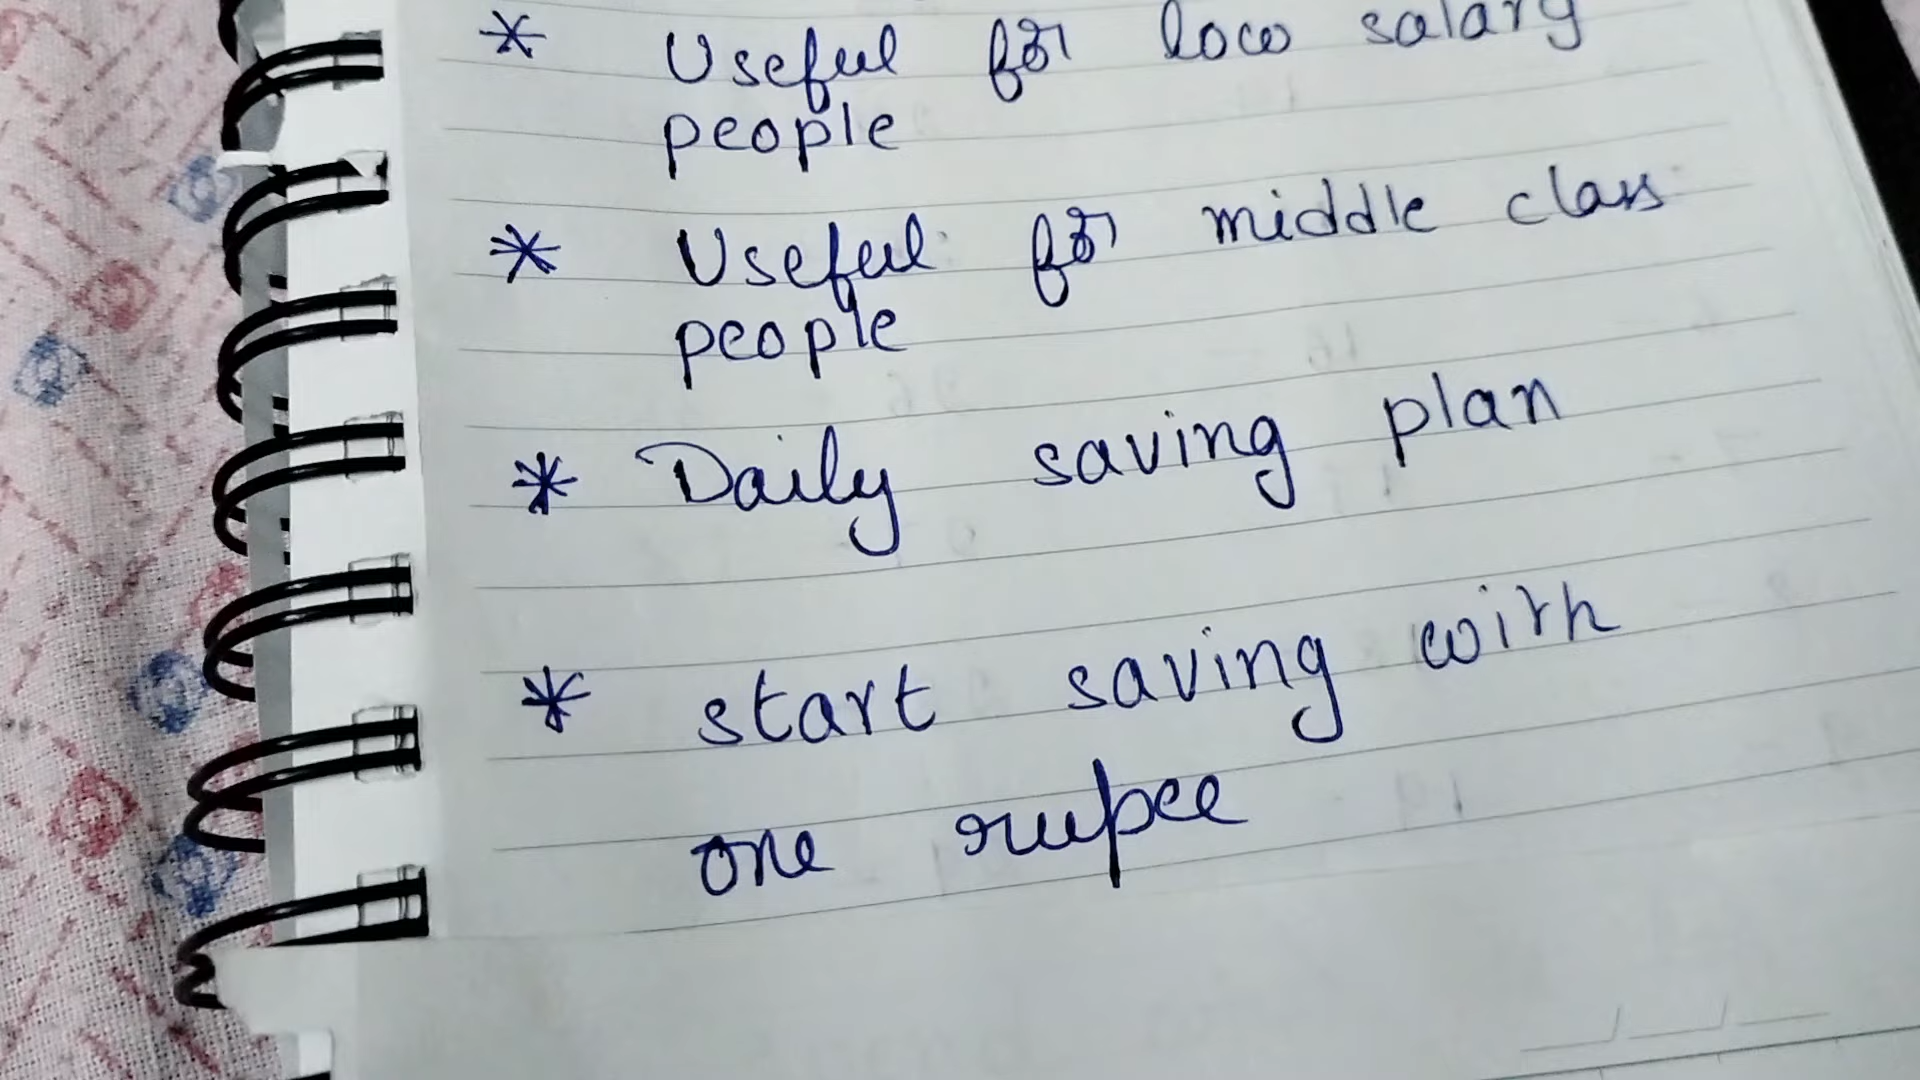 * Useful for low salary
people
* Useful for middle class
people
* Daily saving plan
* start saving with
one rupee